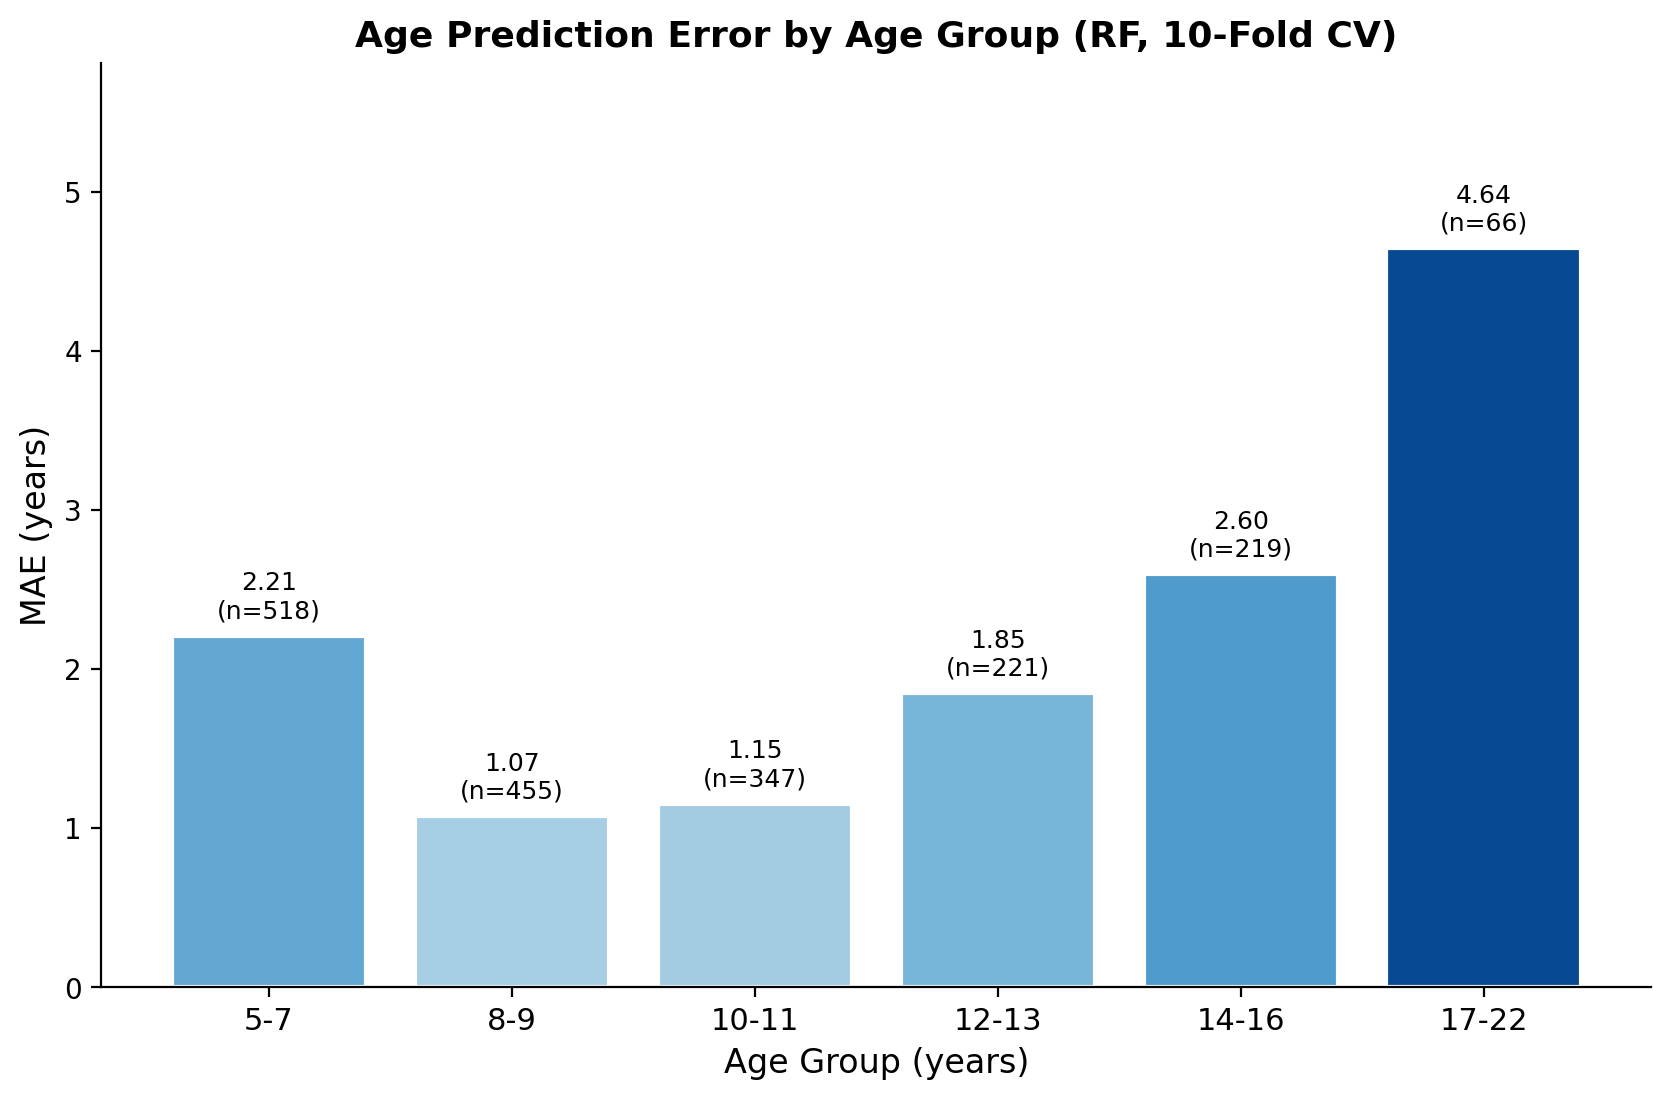 Age Prediction Error by Age Group (RF, 10-Fold CV)
MAE (years)
5
4
3
2
1
0
2.21
(n=518)
1.07
(n=455)
1.15
(n=347)
1.85
(n=221)
2.60
(n=219)
4.64
(n=66)
5-7
8-9
10-11
12-13
14-16
17-22
Age Group (years)